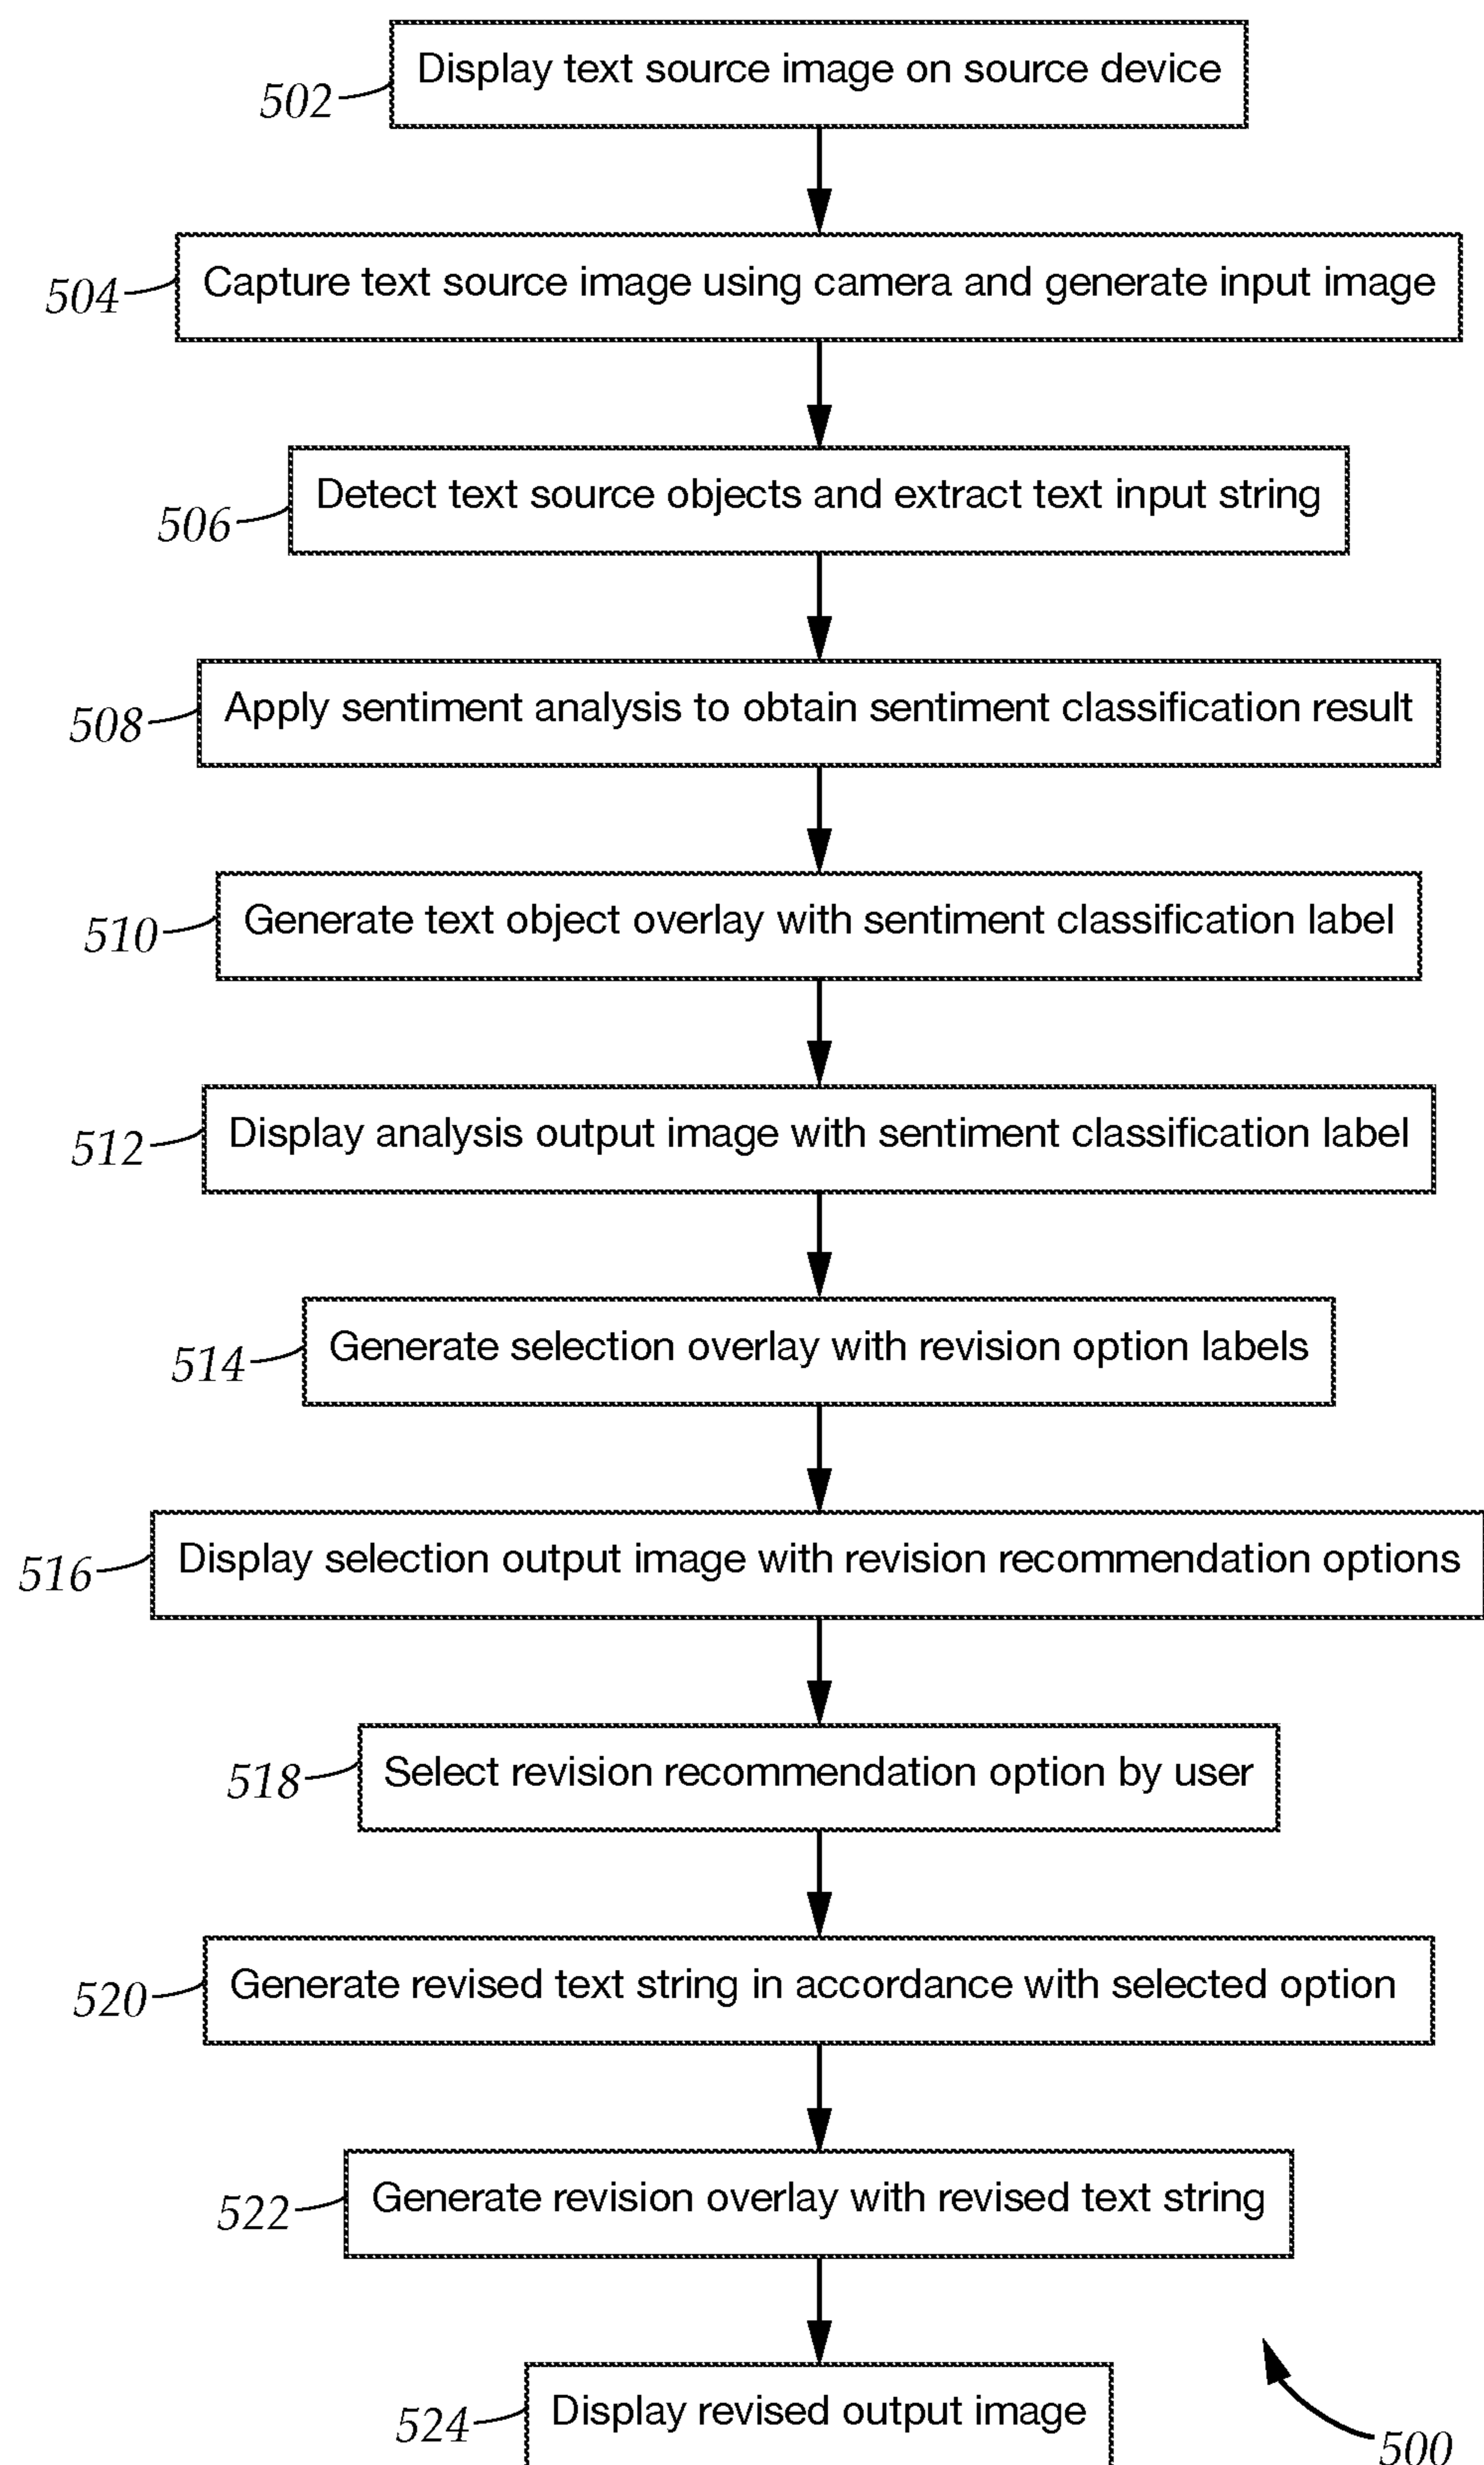 Display text source image on source device
502
Capture text source image using camera and generate input image
504
Detect text source objects and extract text input string
506
Apply sentiment analysis to obtain sentiment classification result
508
Generate text object overlay with sentiment classification label
510
Display analysis output image with sentiment classification label
512
Generate selection overlay with revision option labels
514
Display selection output image with revision recommendation options
516
Select revision recommendation option by user
518
Generate revised text string in accordance with selected option
520
Generate revision overlay with revised text string
522
Display revised output image
524
500